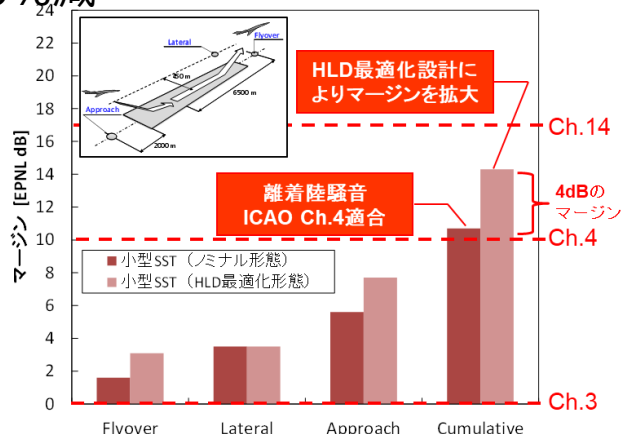 24
22
20
18
16
14
12
10
8
6
4
2
0
マージン [EPNL dB]
Lateral
Flyover
Approach
6500 m
2000 m
HLD最適化設計に
よりマージンを拡大
Ch.14
離着陸騒音
ICAO Ch.4適合
4dBの
マージン
Ch.4
小型SST（ノミナル形態）
小型SST（HLD最適化形態）
Ch.3
Flyover
Lateral
Approach
Cumulative